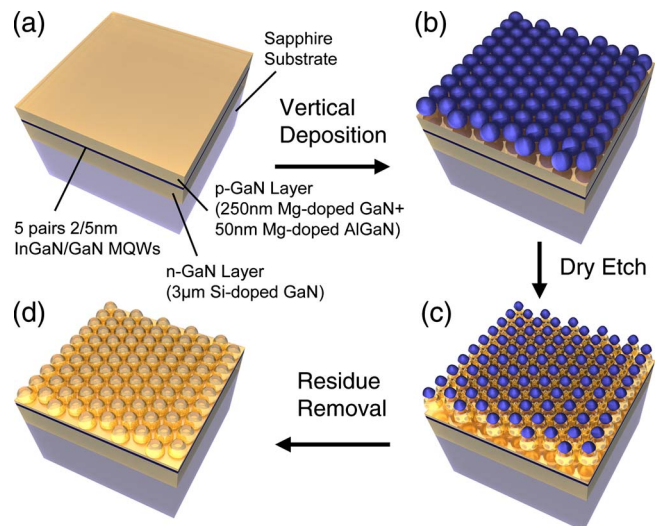 (a)
Sapphire
Substrate
(b)
Vertical
Deposition
p-GaN Layer
(250nm Mg-doped GaN+
50nm Mg-doped AlGaN)
5 pairs 2/5nm
InGaN/GaN MQWs
n-GaN Layer
(3μm Si-doped GaN)
Dry Etch
(d)
(c)
Residue
Removal